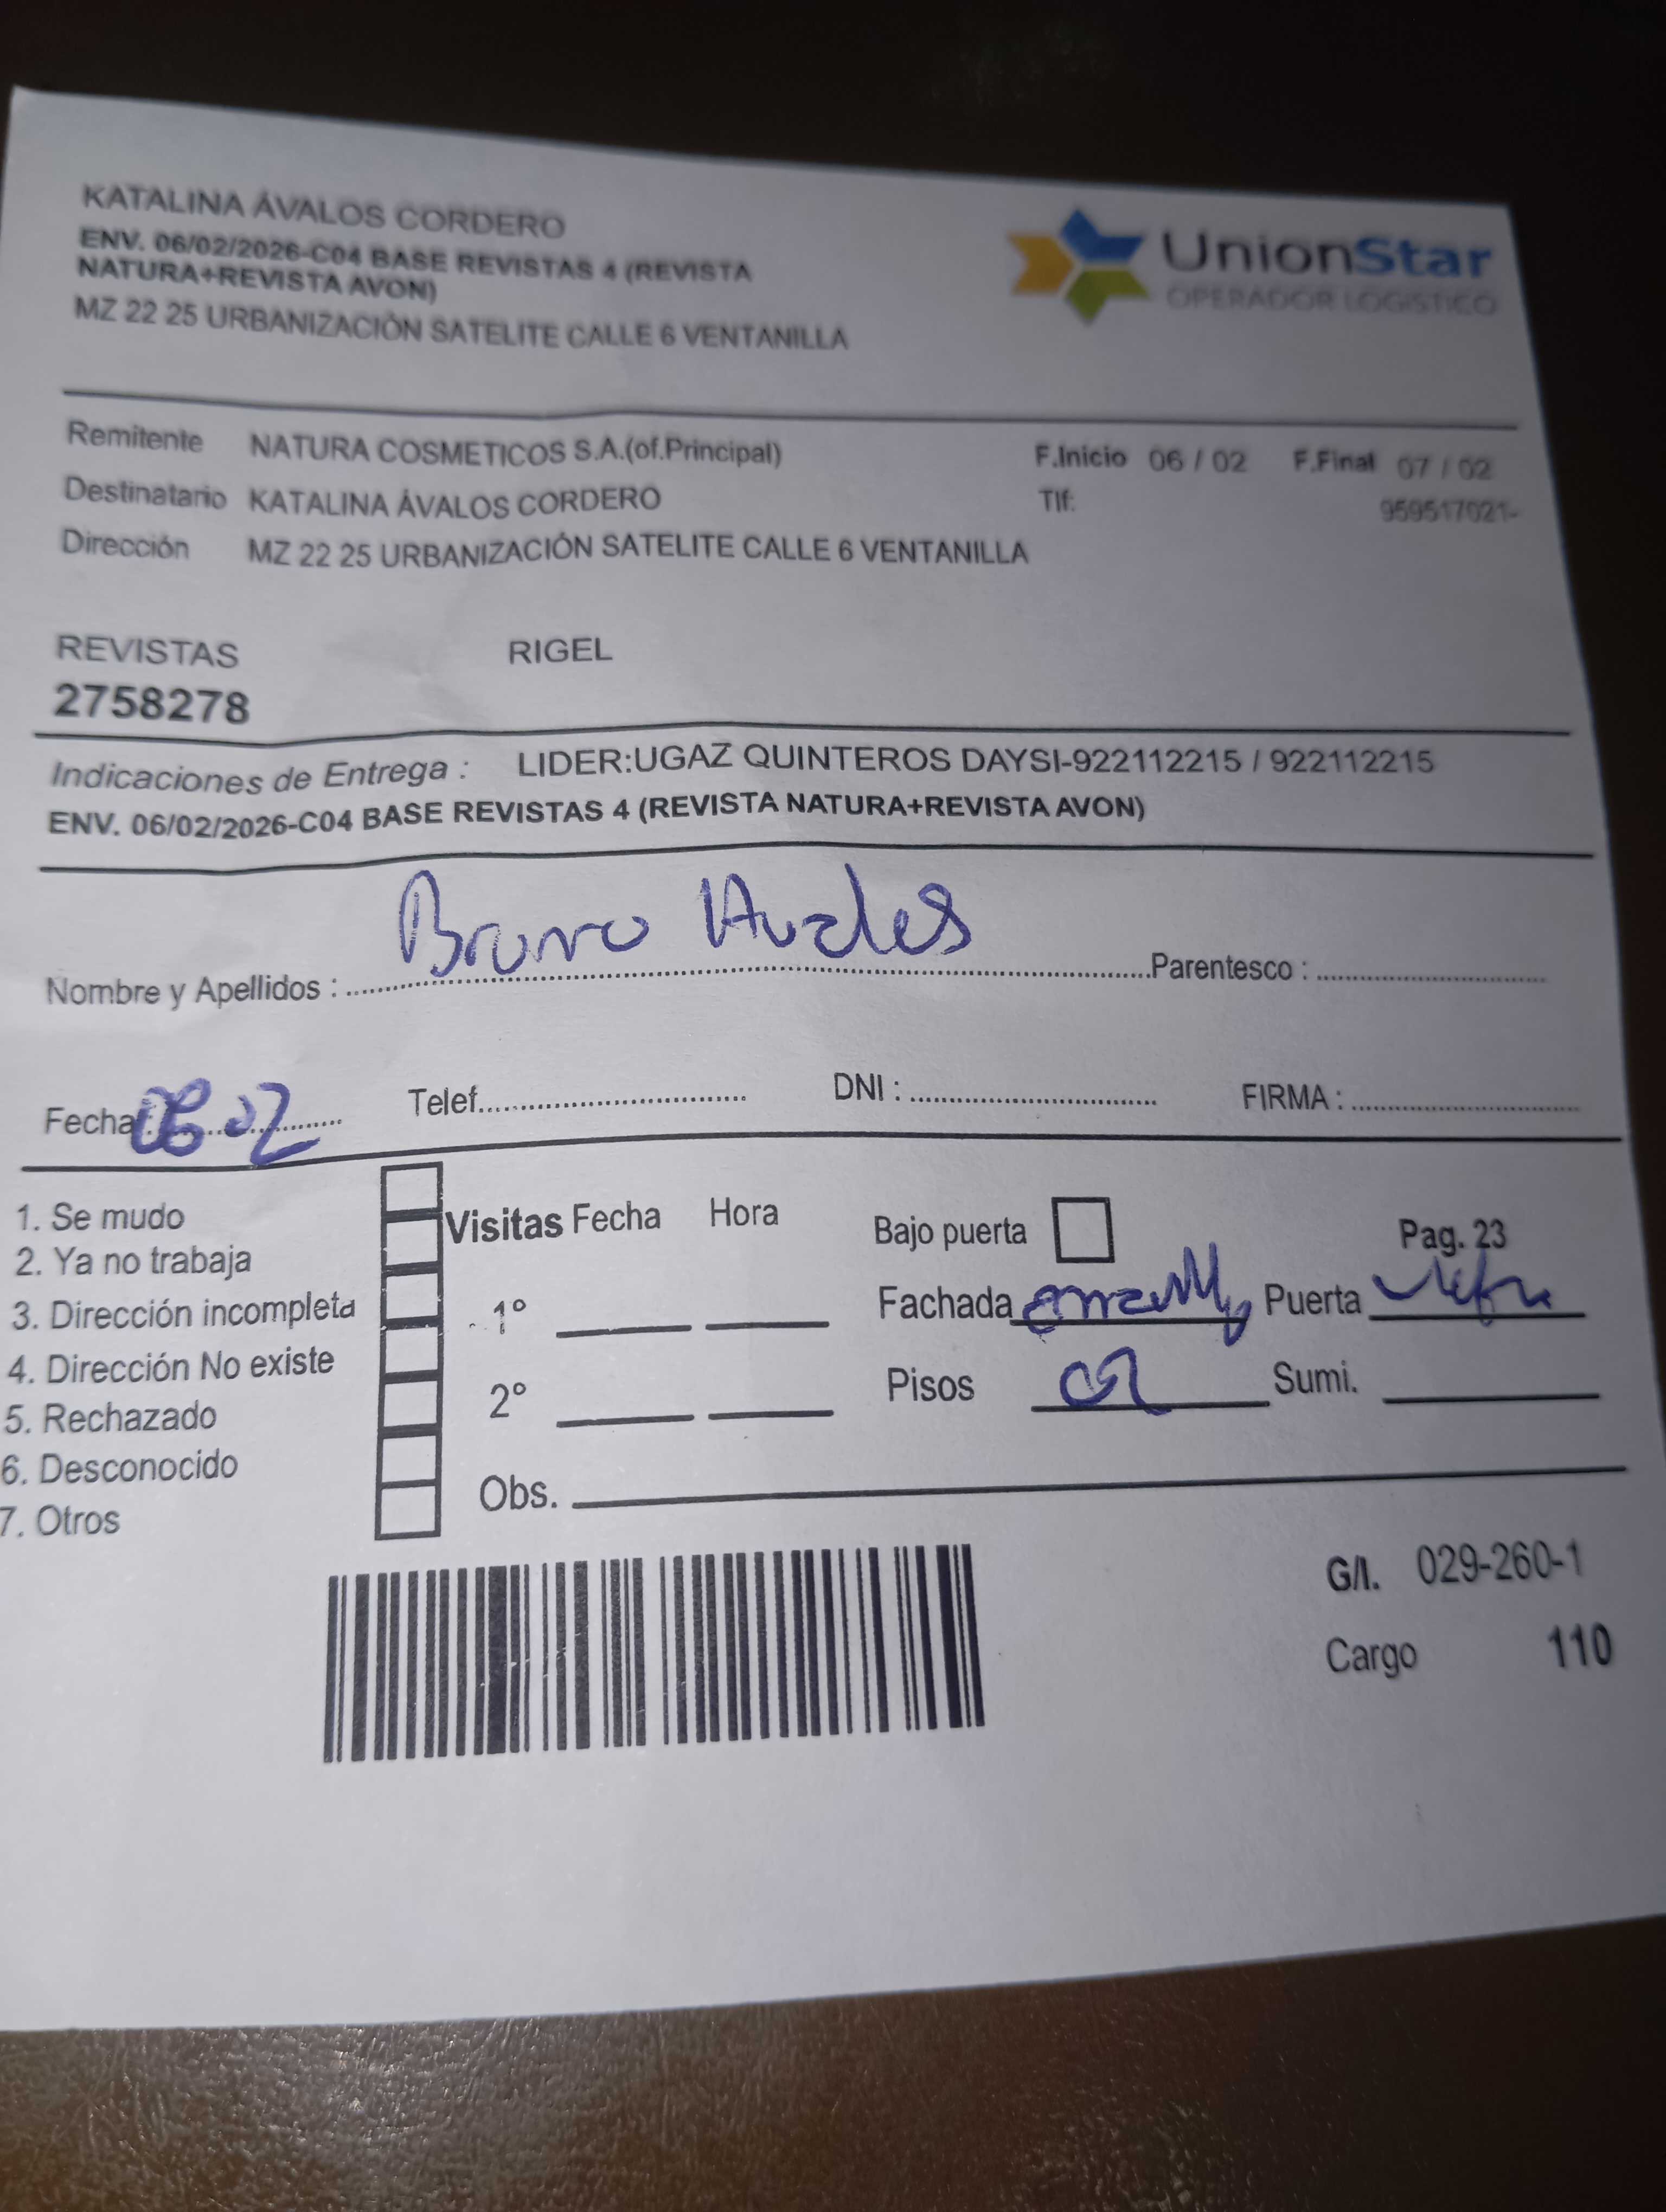 KATALINA ÁVALOS CORDERO
ENV. 06/02/2026-C04 BASE REVISTAS 4 (REVISTA
NATURA+REVISTA AVON)
MZ 22 25 URBANIZACIÓN SATELITE CALLE 6 VENTANILLA
UnionStar
OPERADOR LOGISTICO
Remitente NATURA COSMETICOS S.A.(of.Principal) F.Inicio 06 / 02 F.Final 07 / 02
Destinatario KATALINA ÁVALOS CORDERO Tlf: 959517021-
Dirección MZ 22 25 URBANIZACIÓN SATELITE CALLE 6 VENTANILLA
REVISTAS RIGEL
2758278
Indicaciones de Entrega : LIDER:UGAZ QUINTEROS DAYSI-922112215 / 922112215
ENV. 06/02/2026-C04 BASE REVISTAS 4 (REVISTA NATURA+REVISTA AVON)
Nombre y Apellidos : Bruno Avalos Parentesco :
Fecha: 06 02 Telef. DNI : FIRMA :
1. Se mudo
2. Ya no trabaja
3. Dirección incompleta
4. Dirección No existe
5. Rechazado
6. Desconocido
7. Otros
Visitas Fecha Hora
1°
2°
Obs.
Bajo puerta Pag. 23
Fachada Puerta
Pisos 02 Sumi.
G/I. 029-260-1
Cargo 110